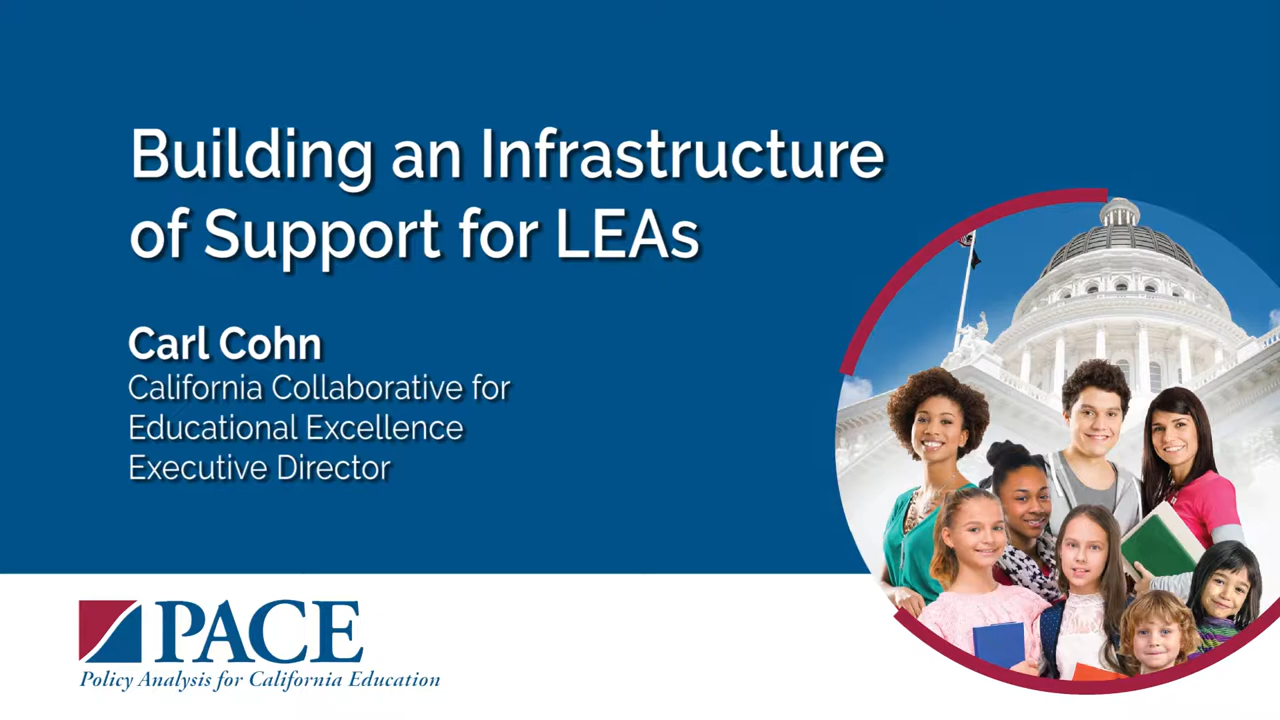 Building an Infrastructure
of Support for LEAs
Carl Cohn
California Collaborative for
Educational Excellence
Executive Director
PACE
Policy Analysis for California Education